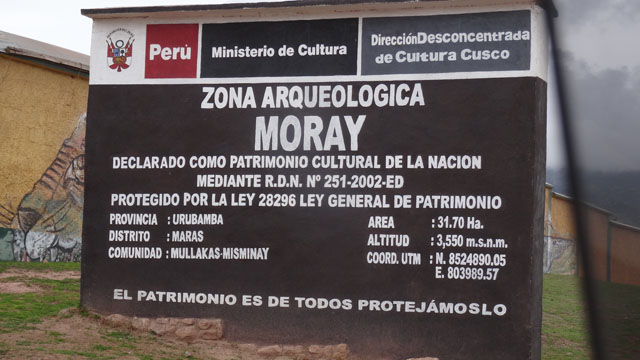 Perú Ministerio de Cultura Dirección Desconcentrada
de Cultura Cusco
ZONA ARQUEOLOGICA
MORAY
DECLARADO COMO PATRIMONIO CULTURAL DE LA NACION
MEDIANTE R.D.N. Nº 251-2002-ED
PROTEGIDO POR LA LEY 28296 LEY GENERAL DE PATRIMONIO
PROVINCIA : URUBAMBA AREA : 31.70 Ha.
DISTRITO : MARAS ALTITUD : 3,550 m.s.n.m.
COMUNIDAD : MULLAKAS-MISMINAY COORD. UTM : N. 8524890.05
E. 803989.57
EL PATRIMONIO ES DE TODOS PROTEJÁMOSLO